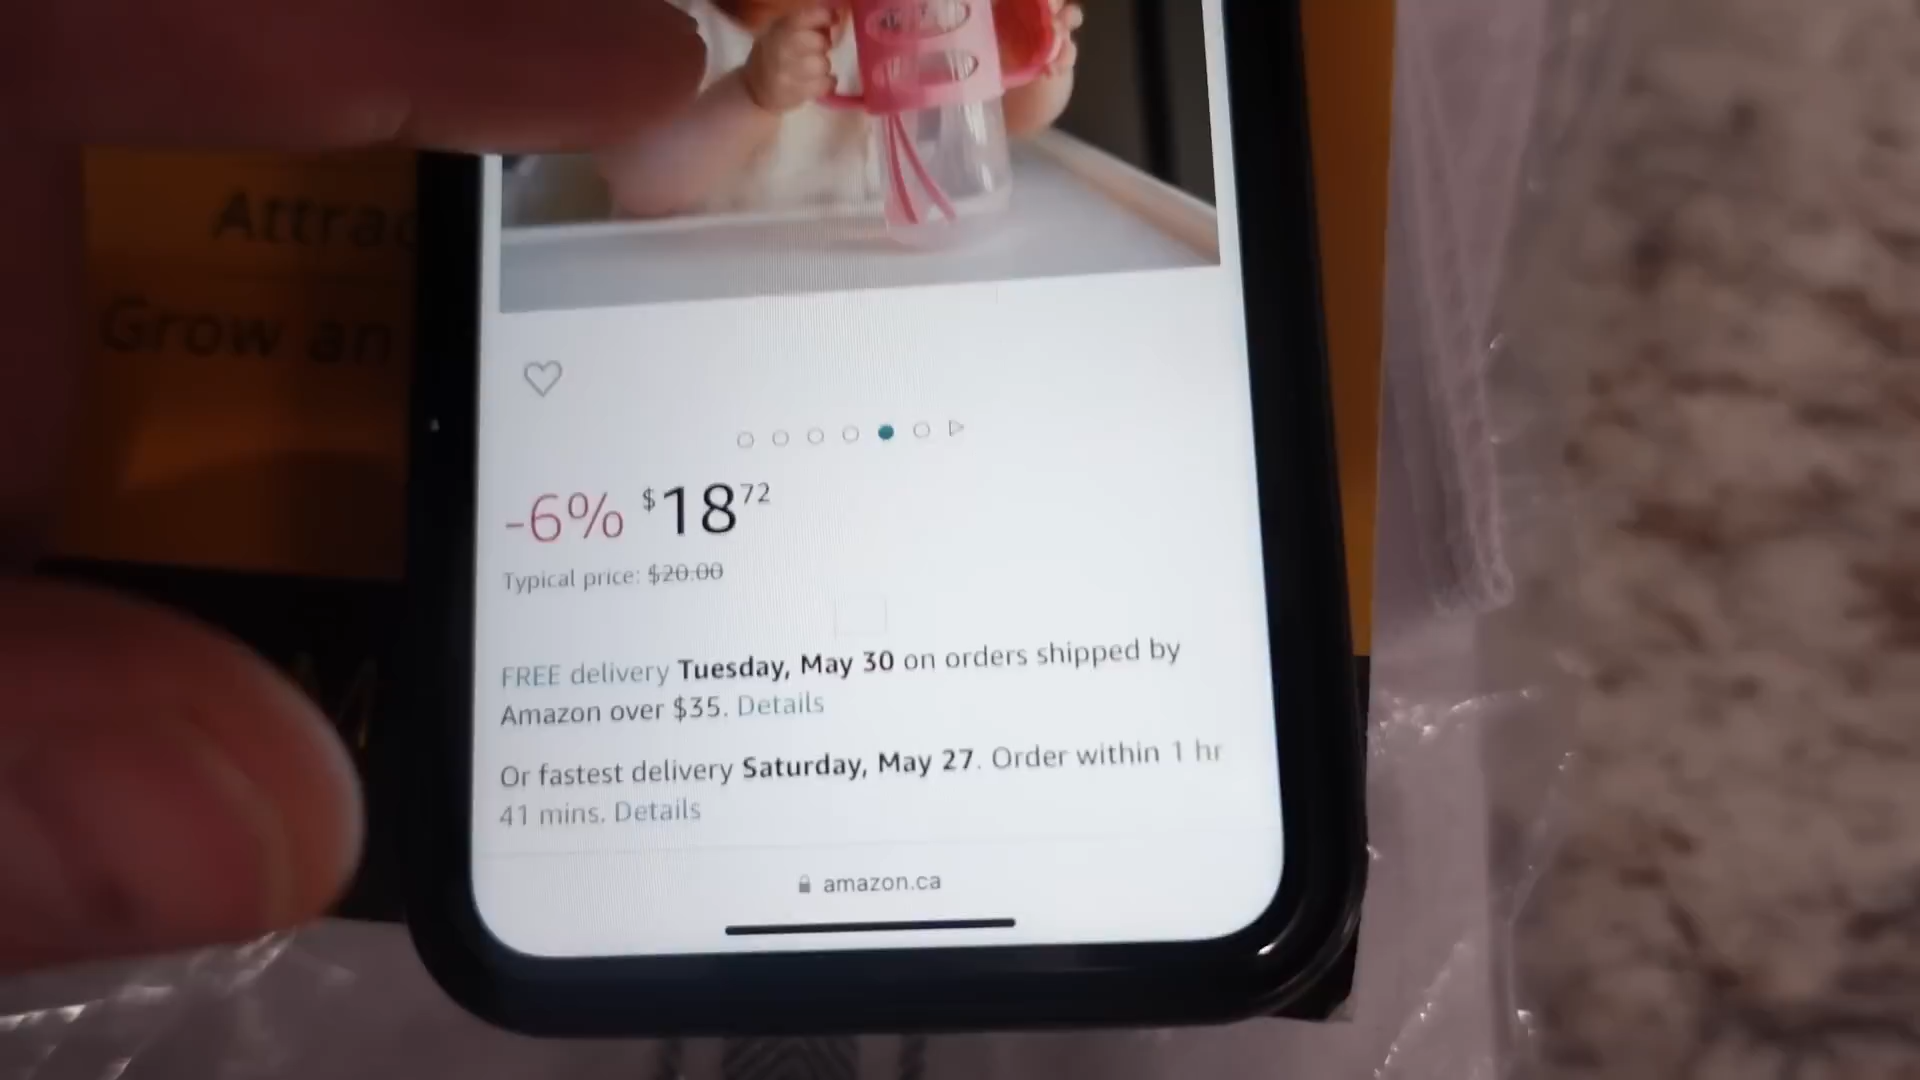 Attrac
Grow an
-6% $18 72
Typical price: $20.00
FREE delivery Tuesday, May 30 on orders shipped by
Amazon over $35. Details
Or fastest delivery Saturday, May 27. Order within 1 hr
41 mins. Details
amazon.ca